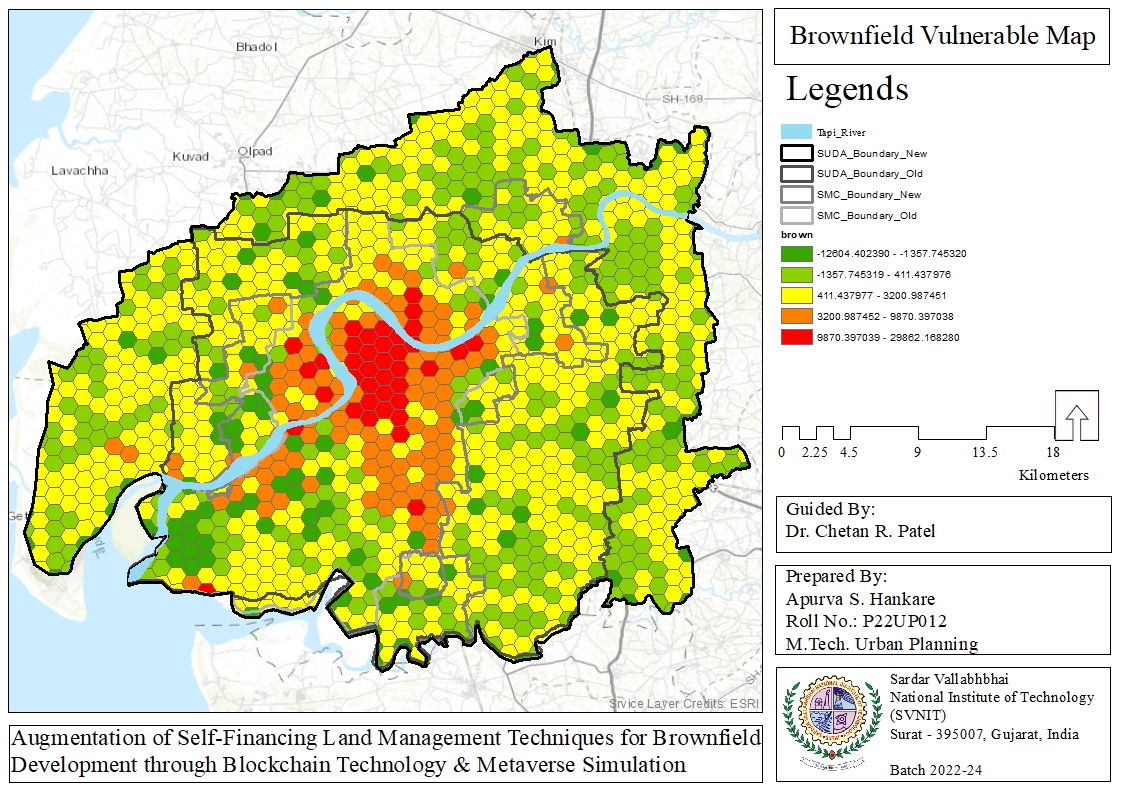 Bhadol
Kim
SH-168
Kuvad
Olpad
Lavachha
Srvice Layer Credits: ESRI
Augmentation of Self-Financing Land Management Techniques for Brownfield
Development through Blockchain Technology & Metaverse Simulation
Brownfield Vulnerable Map
Legends
Tapi_River
SUDA_Boundary_New
SUDA_Boundary_Old
SMC_Boundary_New
SMC_Boundary_Old
brown
-12604.402390 - -1357.745320
-1357.745319 - 411.437976
411.437977 - 3200.987451
3200.987452 - 9870.397038
9870.397039 - 29862.168280
0 2.25 4.5 9 13.5 18
Kilometers
Guided By:
Dr. Chetan R. Patel
Prepared By:
Apurva S. Hankare
Roll No.: P22UP012
M.Tech. Urban Planning
Sardar Vallabhbhai
National Institute of Technology
(SVNIT)
Surat - 395007, Gujarat, India
Batch 2022-24